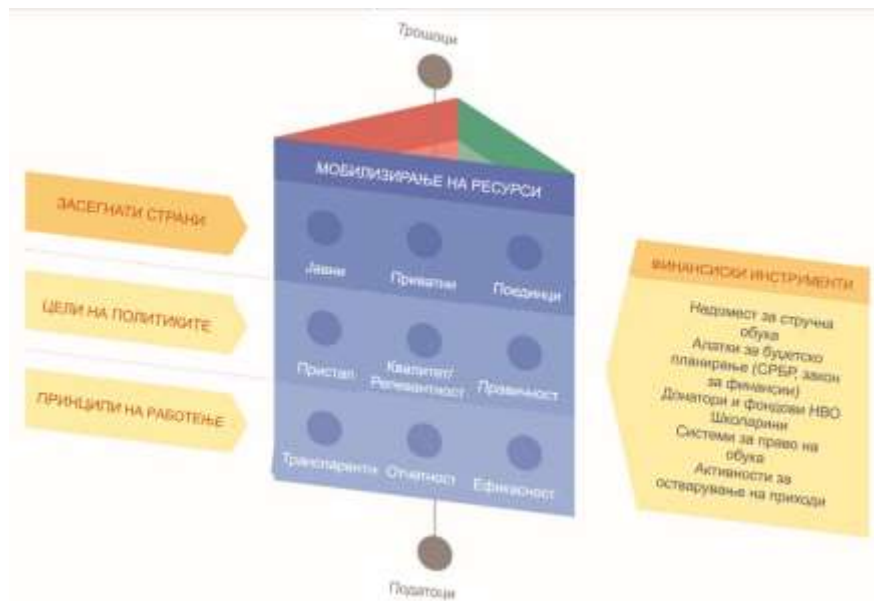 Трошоци
МОБИЛИЗИРАЊЕ НА РЕСУРСИ
ЗАСЕГНАТИ СТРАНИ
Јавни
Приватни
Поединци
ЦЕЛИ НА ПОЛИТИКИТЕ
Пристап
Квалитет/
Релевантност
Правичност
ПРИНЦИПИ НА РАБОТЕЊЕ
Отчетност
Ефикасност
ФИНАНСИСКИ ИНСТРУМЕНТИ
Надомест за стручна
обука
Алатки за буџетско
планирање (СРБР, закон
за финансии)
Донатори и фондови НВО
Школарини
Системи за право на
обука
Активности за
остварување на приходи
Податоци